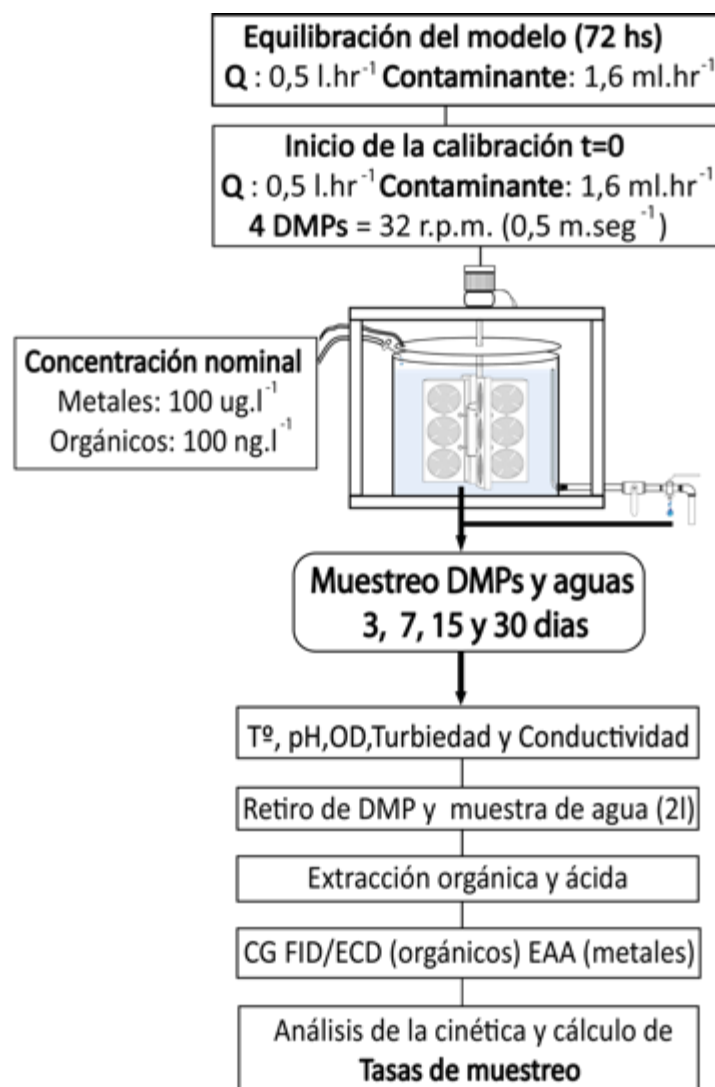 Equilibración del modelo (72 hs)
Q : 0,5 l.hr⁻¹ Contaminante: 1,6 ml.hr⁻¹
Inicio de la calibración t=0
Q : 0,5 l.hr⁻¹ Contaminante: 1,6 ml.hr⁻¹
4 DMPs = 32 r.p.m. (0,5 m.seg⁻¹)
Concentración nominal
Metales: 100 ug.l⁻¹
Orgánicos: 100 ng.l⁻¹
Muestreo DMPs y aguas
3, 7, 15 y 30 dias
Tº, pH,OD,Turbiedad y Conductividad
Retiro de DMP y muestra de agua (2l)
Extracción orgánica y ácida
CG FID/ECD (orgánicos) EAA (metales)
Análisis de la cinética y cálculo de
Tasas de muestreo